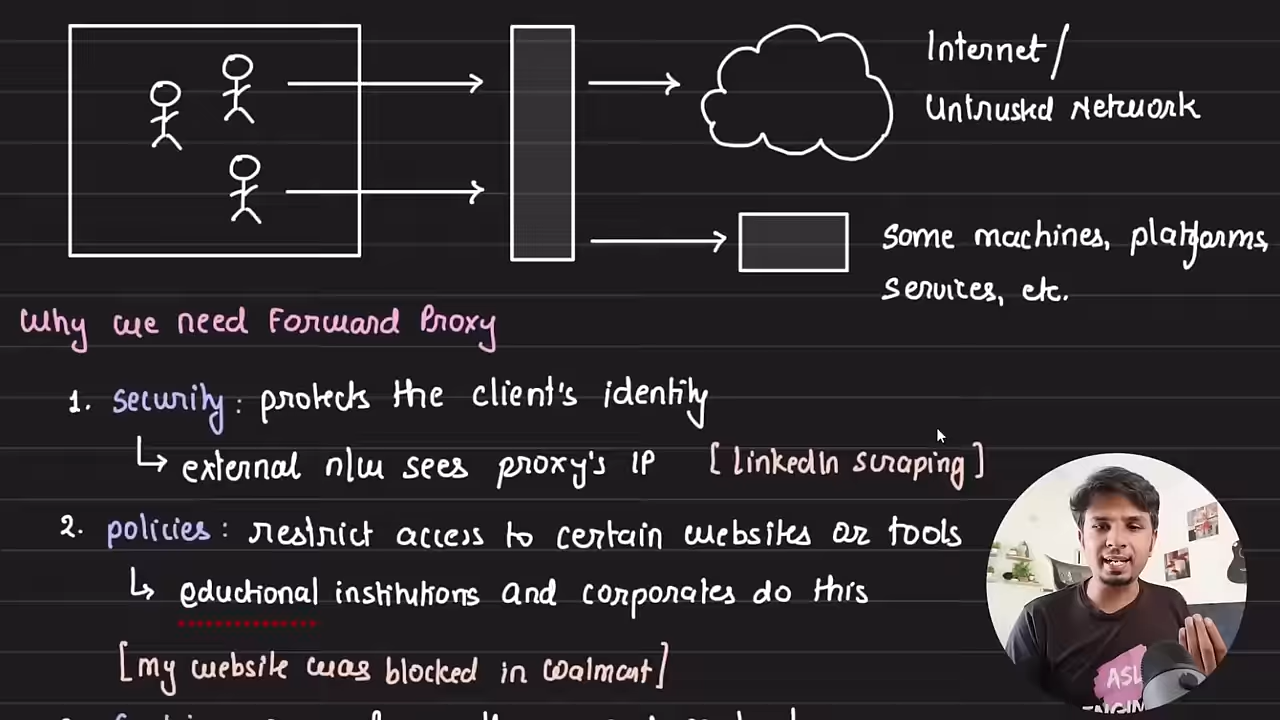 Internet/
Untrusted Network
Some machines, platforms,
services, etc.
Why we need Forward Proxy
1. security: protects the client's identity
↳ external n/w sees proxy's IP [LinkedIn scraping]
2. policies: restrict access to certain websites or tools
↳ eductional institutions and corporates do this
[my website was blocked in Walmart]